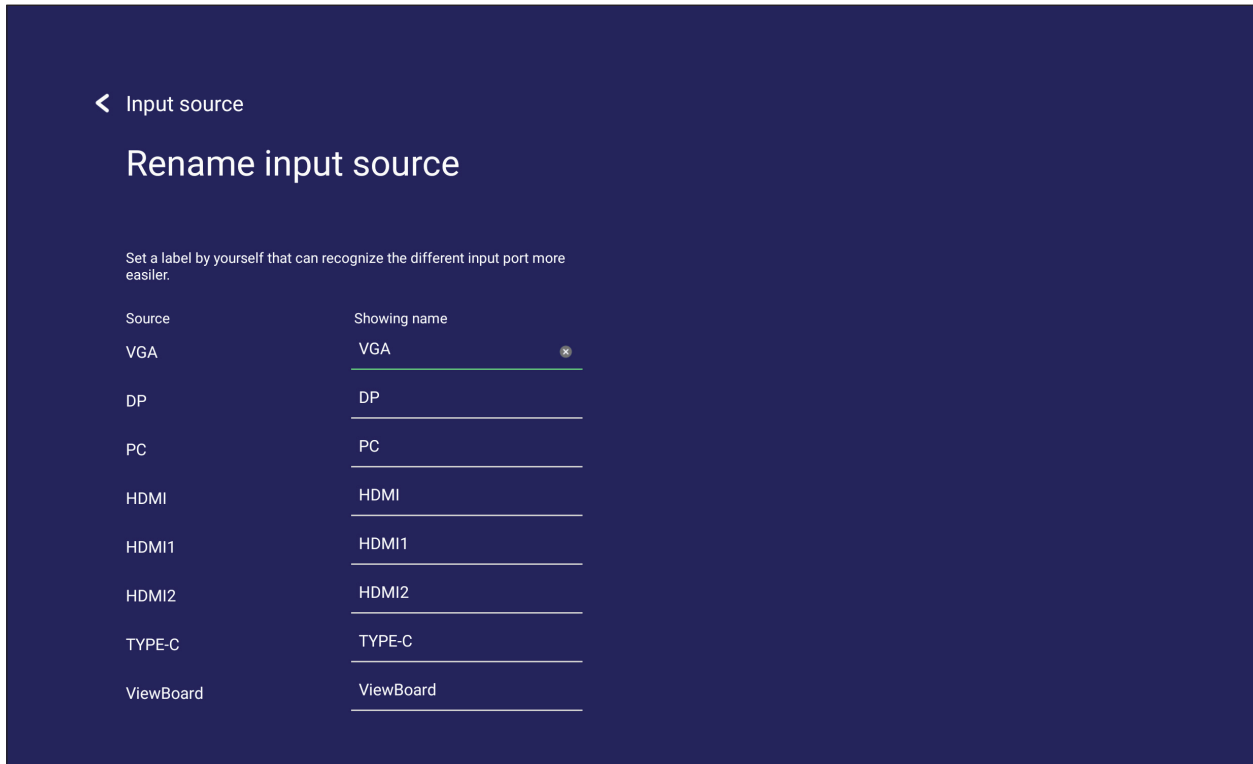 Input source
Rename input source
Set a label by yourself that can recognize the different input port more
easiler.
Source Showing name
VGA VGA
DP DP
PC PC
HDMI HDMI
HDMI1 HDMI1
HDMI2 HDMI2
TYPE-C TYPE-C
ViewBoard ViewBoard